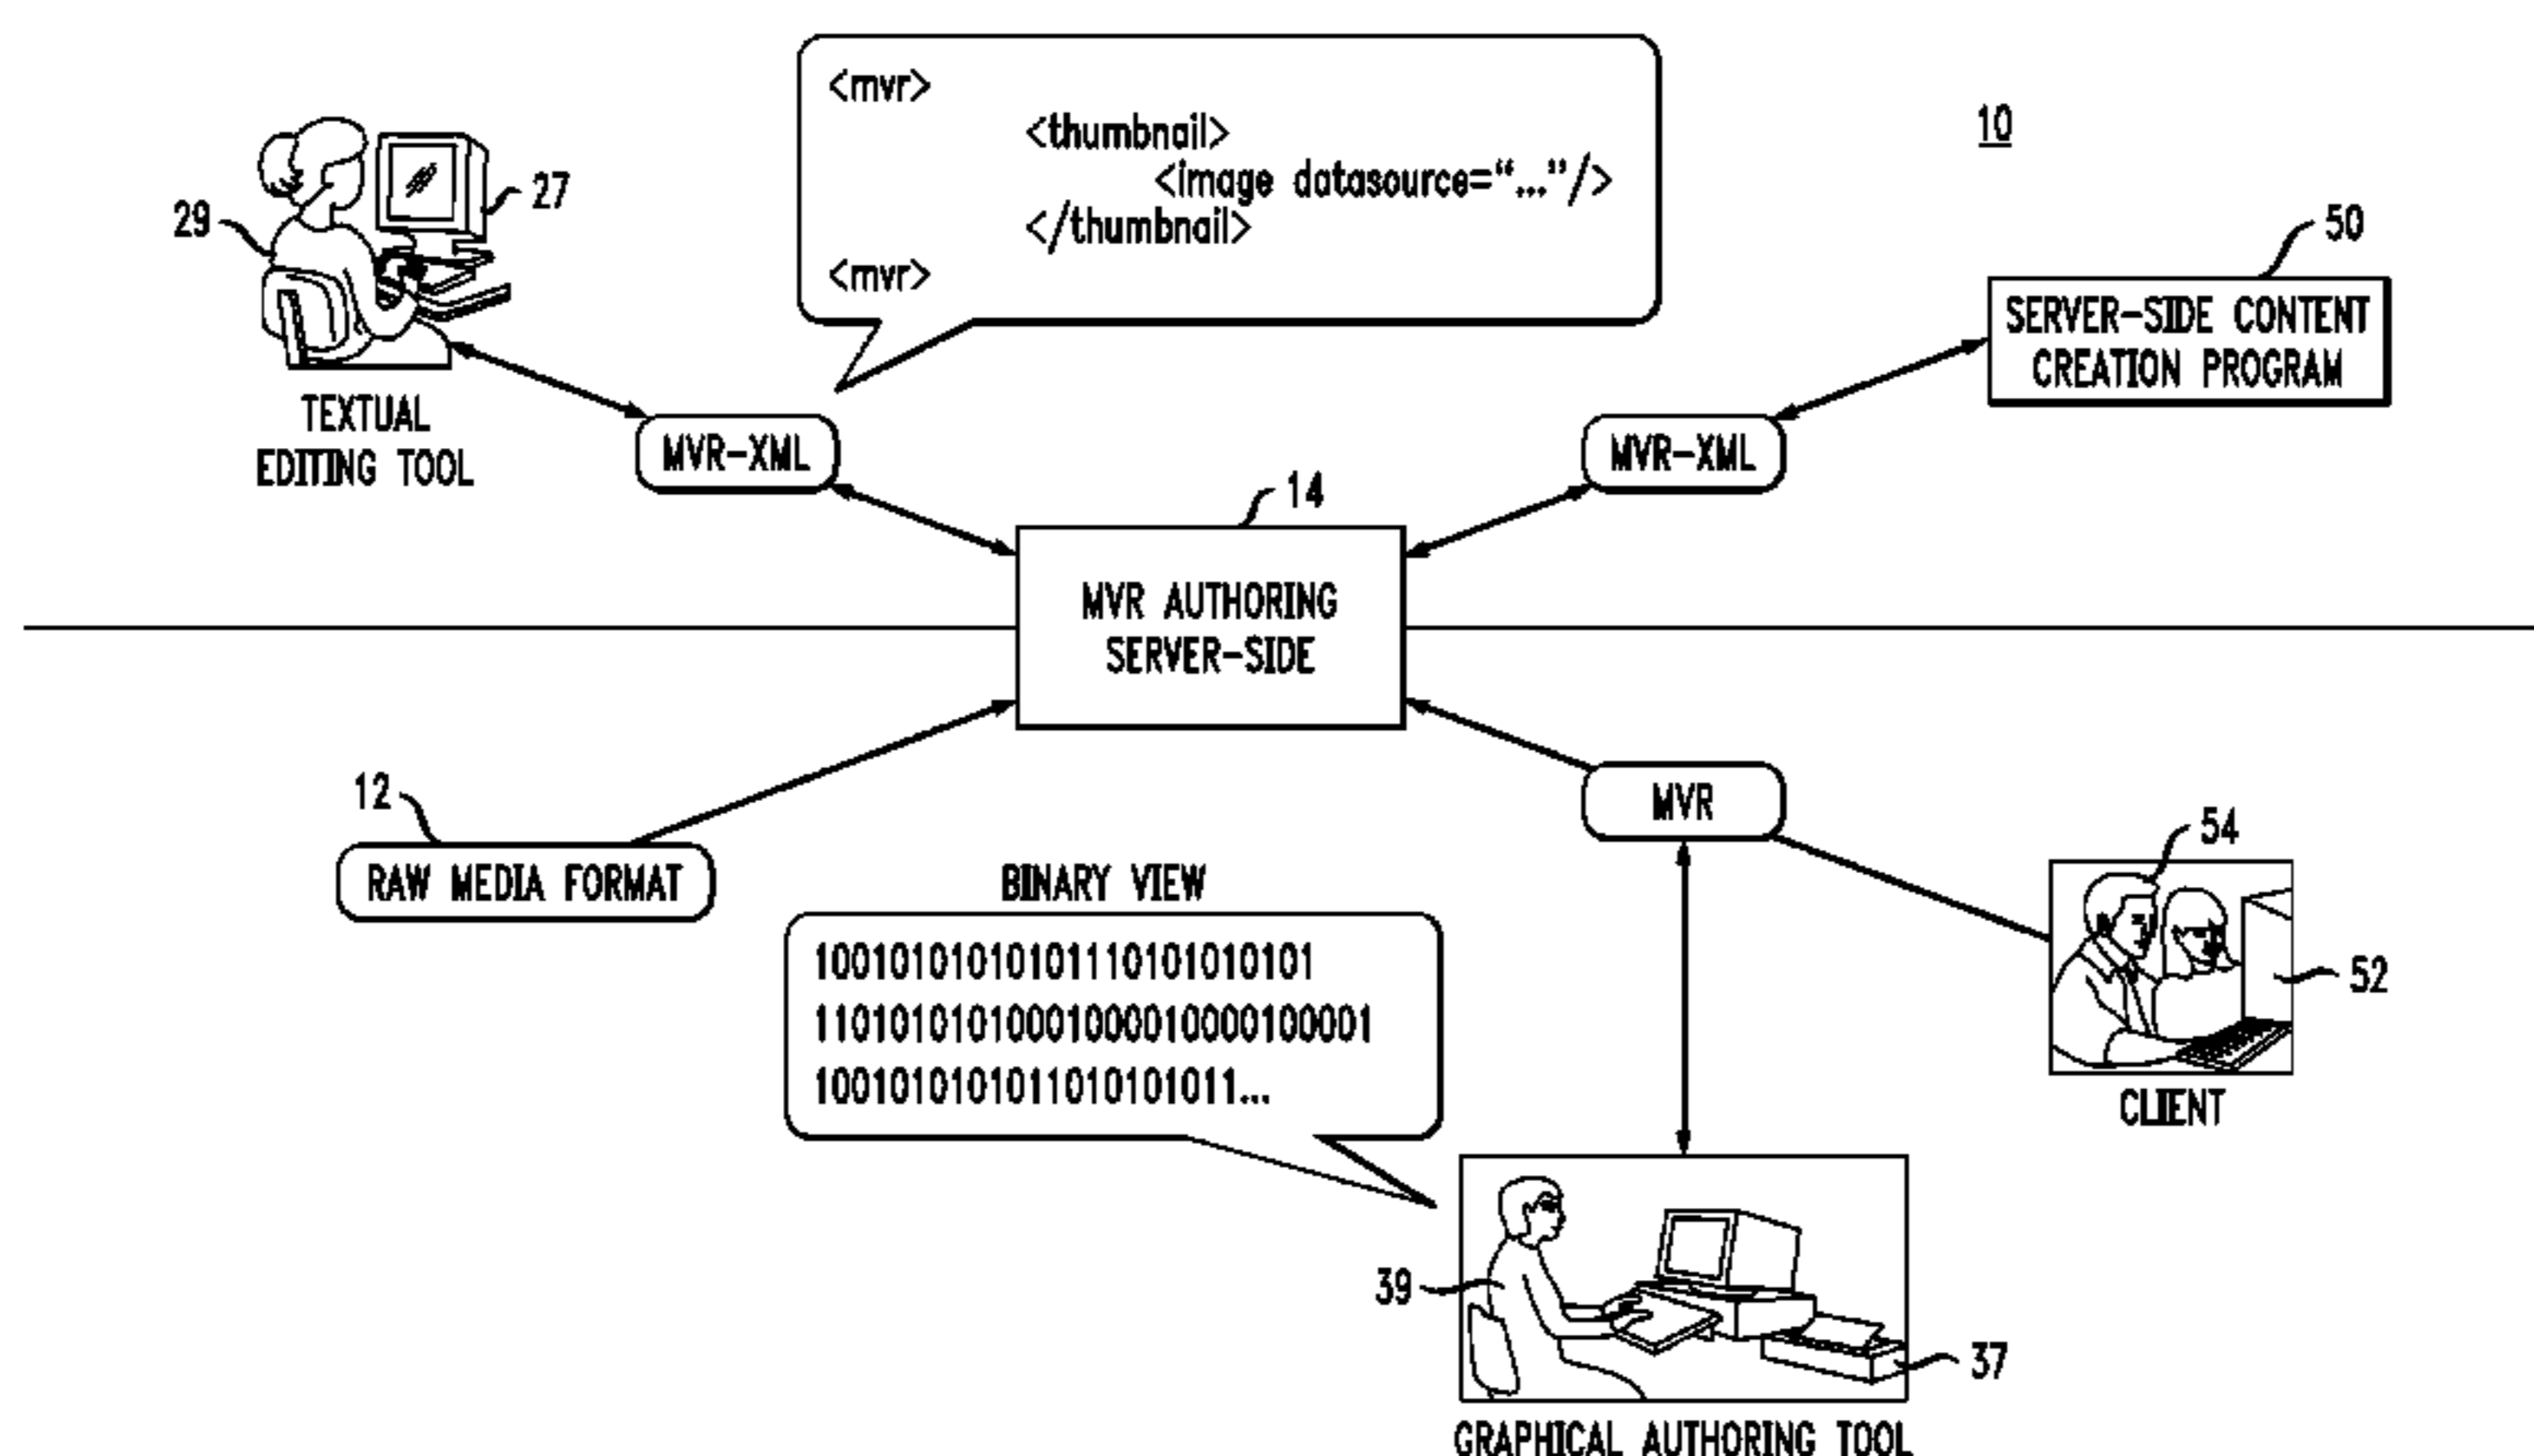 <mvr>
<thumbnail>
<image datasource="..."/>
</thumbnail>
<mvr>
10
27
29
50
SERVER-SIDE CONTENT
CREATION PROGRAM
TEXTUAL
EDITING TOOL
MVR-XML
MVR-XML
14
MVR AUTHORING
SERVER-SIDE
12
RAW MEDIA FORMAT
MVR
54
52
CLIENT
BINARY VIEW
10010101010101110101010101
11010101010001000010000100001
1001010101011010101011...
39
37
GRAPHICAL AUTHORING TOOL